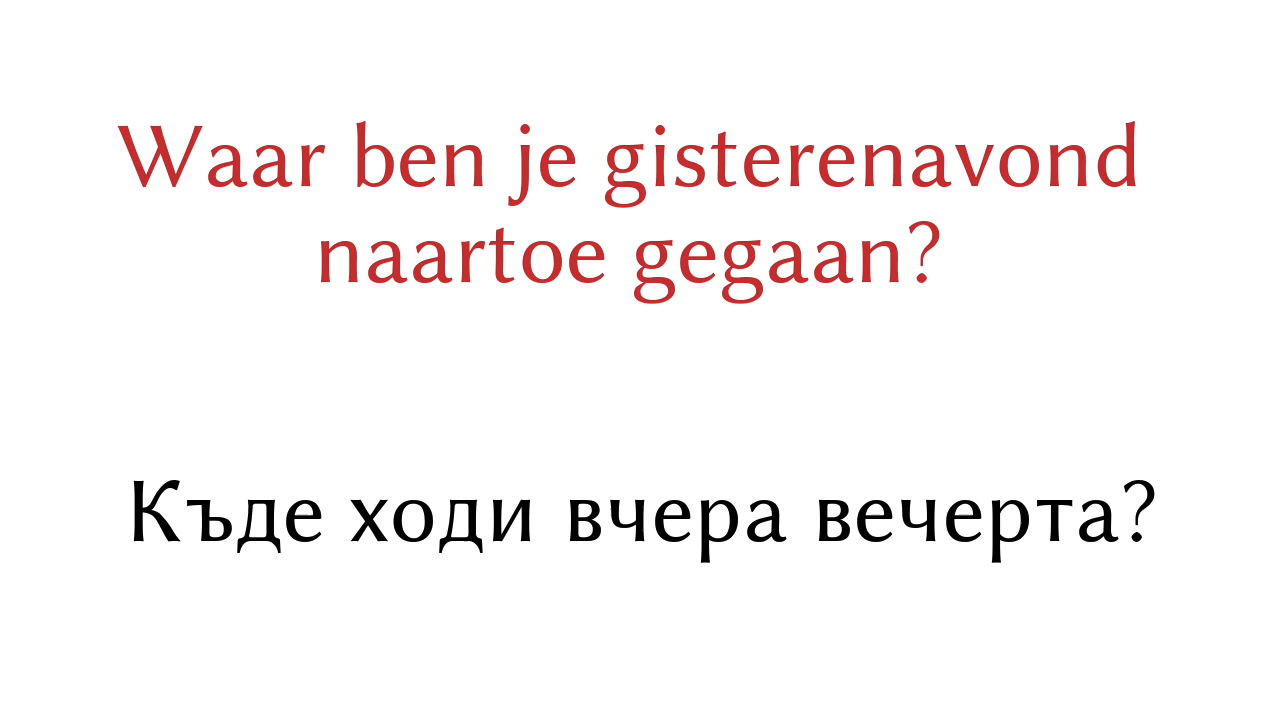 Waar ben je gisterenavond
naartoe gegaan?
Къде ходи вчера вечерта?